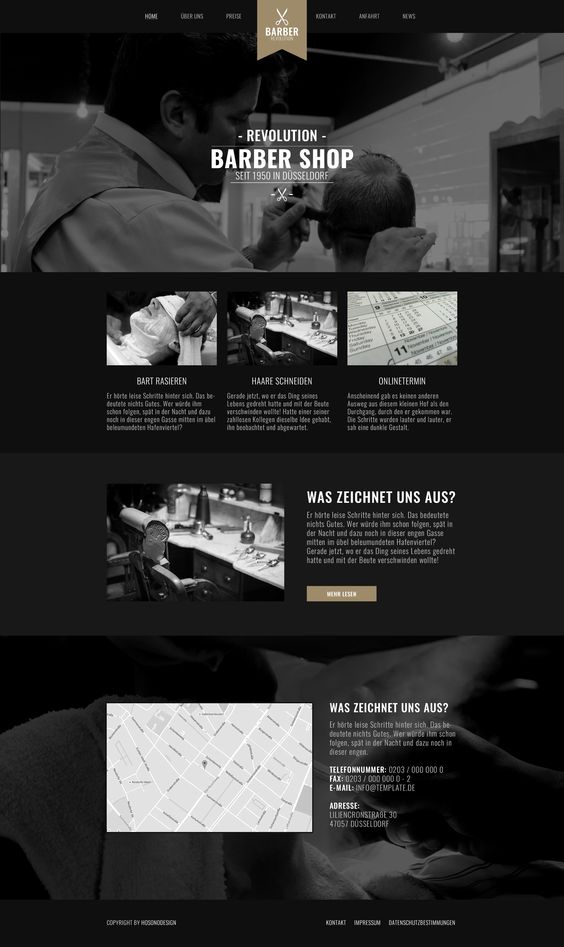 HOME
ÜBER UNS
PREISE
BARBER
REVOLUTION
KONTAKT
ANFAHRT
NEWS
- REVOLUTION -
BARBER SHOP
SEIT 1950 IN DÜSSELDORF
BART RASIEREN
Er hörte leise Schritte hinter sich. Das be-
deutete nichts Gutes. Wer würde ihm
schon folgen, spät in der Nacht und dazu
noch in dieser engen Gasse mitten im übel
beleumundeten Hafenviertel?
HAARE SCHNEIDEN
Gerade jetzt, wo er das Ding seines
Lebens gedreht hatte und mit der Beute
verschwinden wollte! Hatte einer seiner
zahllosen Kollegen dieselbe Idee gehabt,
ihn beobachtet und abgewartet.
ONLINETERMIN
Anscheinend gab es keinen anderen
Ausweg aus diesem kleinen Hof als den
Durchgang, durch den er gekommen war.
Die Schritte wurden lauter und lauter, er
sah eine dunkle Gestalt.
WAS ZEICHNET UNS AUS?
Er hörte leise Schritte hinter sich. Das bedeutete
nichts Gutes. Wer würde ihm schon folgen, spät in
der Nacht und dazu noch in dieser engen Gasse
mitten im übel beleumundeten Hafenviertel?
Gerade jetzt, wo er das Ding seines Lebens gedreht
hatte und mit der Beute verschwinden wollte!
MEHR LESEN
WAS ZEICHNET UNS AUS?
Er hörte leise Schritte hinter sich. Das be-
deutete nichts Gutes. Wer würde ihm schon
folgen, spät in der Nacht und dazu noch in
dieser engen.
TELEFONNUMMER: 0203 / 000 000 0
FAX: 0203 / 000 000 0 - 2
E-MAIL: INFO@TEMPLATE.DE
ADRESSE:
LILIENCRONSTRAßE 30
47057 DÜSSELDORF
COPYRIGHT BY HOSONODESIGN
KONTAKT
IMPRESSUM
DATENSCHUTZBESTIMMUNGEN